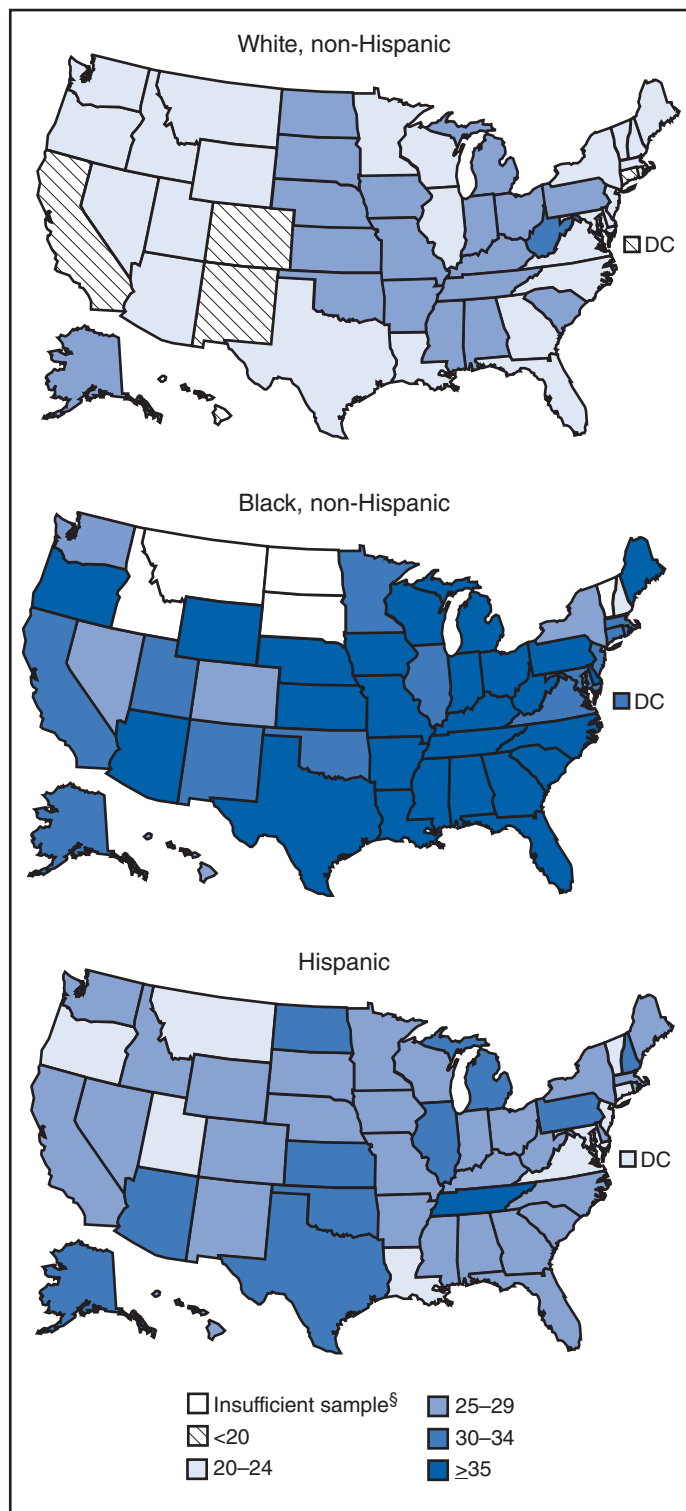 White, non-Hispanic
DC
Black, non-Hispanic
DC
Hispanic
DC
Insufficient sample§
<20
20–24
25–29
30–34
≥35